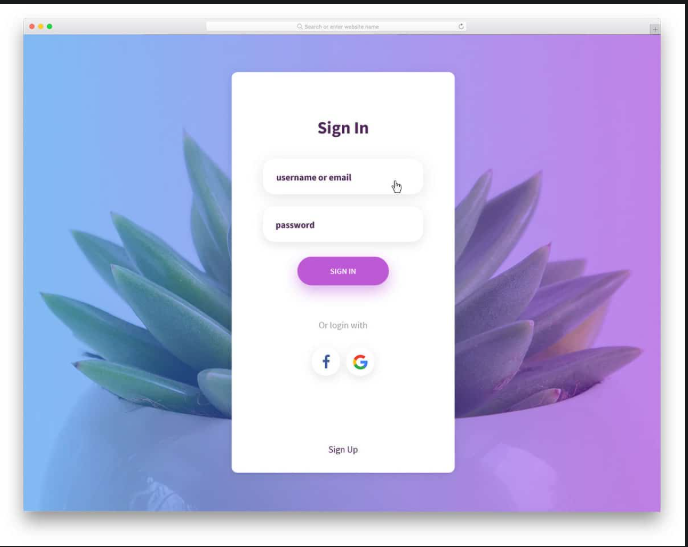 Search or enter website name
Sign In
username or email
password
SIGN IN
Or login with
Sign Up